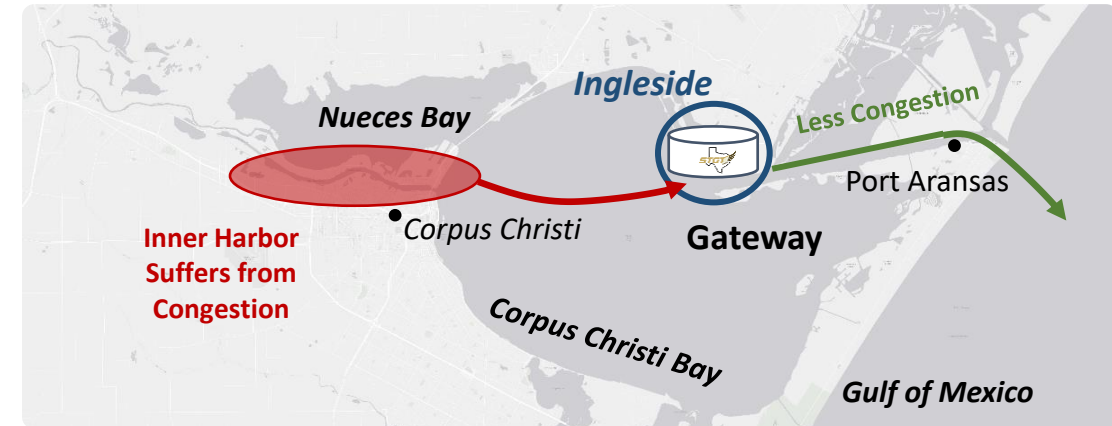 Ingleside
Nueces Bay
Less Congestion
STGT
Port Aransas
Corpus Christi
Gateway
Inner Harbor
Suffers from
Congestion
Corpus Christi Bay
Gulf of Mexico